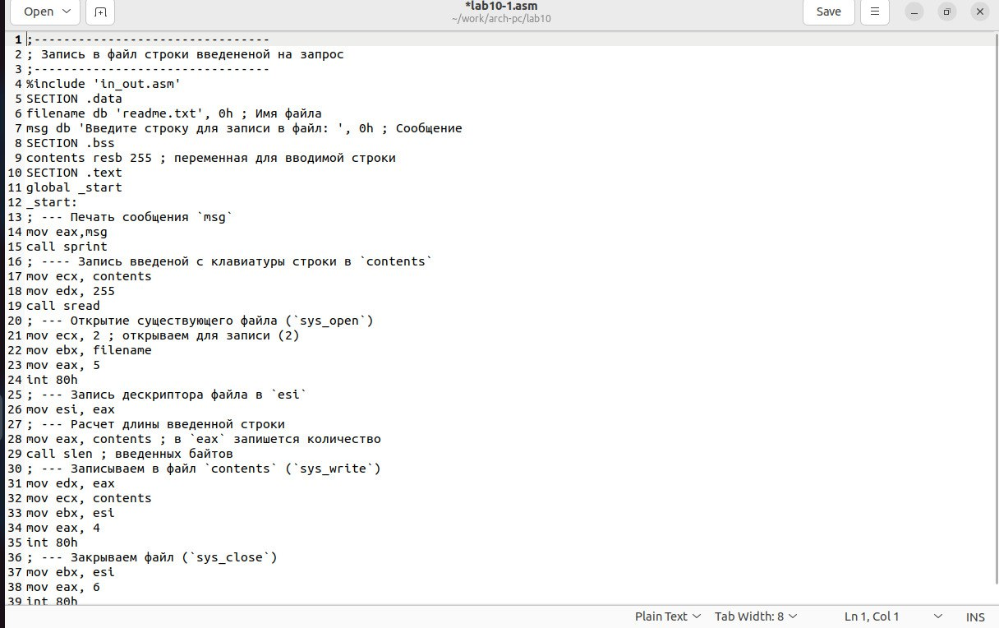 Open
*lab10-1.asm
~/work/arch-pc/lab10
Save
1 ;--------------------------------
2 ; Запись в файл строки введененой на запрос
3 ;--------------------------------
4 %include 'in_out.asm'
5 SECTION .data
6 filename db 'readme.txt', 0h ; Имя файла
7 msg db 'Введите строку для записи в файл: ', 0h ; Сообщение
8 SECTION .bss
9 contents resb 255 ; переменная для вводимой строки
10 SECTION .text
11 global _start
12 _start:
13 ; --- Печать сообщения `msg`
14 mov eax,msg
15 call sprint
16 ; ---- Запись введеной с клавиатуры строки в `contents`
17 mov ecx, contents
18 mov edx, 255
19 call sread
20 ; --- Открытие существующего файла (`sys_open`)
21 mov ecx, 2 ; открываем для записи (2)
22 mov ebx, filename
23 mov eax, 5
24 int 80h
25 ; --- Запись дескриптора файла в `esi`
26 mov esi, eax
27 ; --- Расчет длины введенной строки
28 mov eax, contents ; в `eax` запишется количество
29 call slen ; введенных байтов
30 ; --- Записываем в файл `contents` (`sys_write`)
31 mov edx, eax
32 mov ecx, contents
33 mov ebx, esi
34 mov eax, 4
35 int 80h
36 ; --- Закрываем файл (`sys_close`)
37 mov ebx, esi
38 mov eax, 6
39 int 80h
Plain Text Tab Width: 8 Ln 1, Col 1 INS